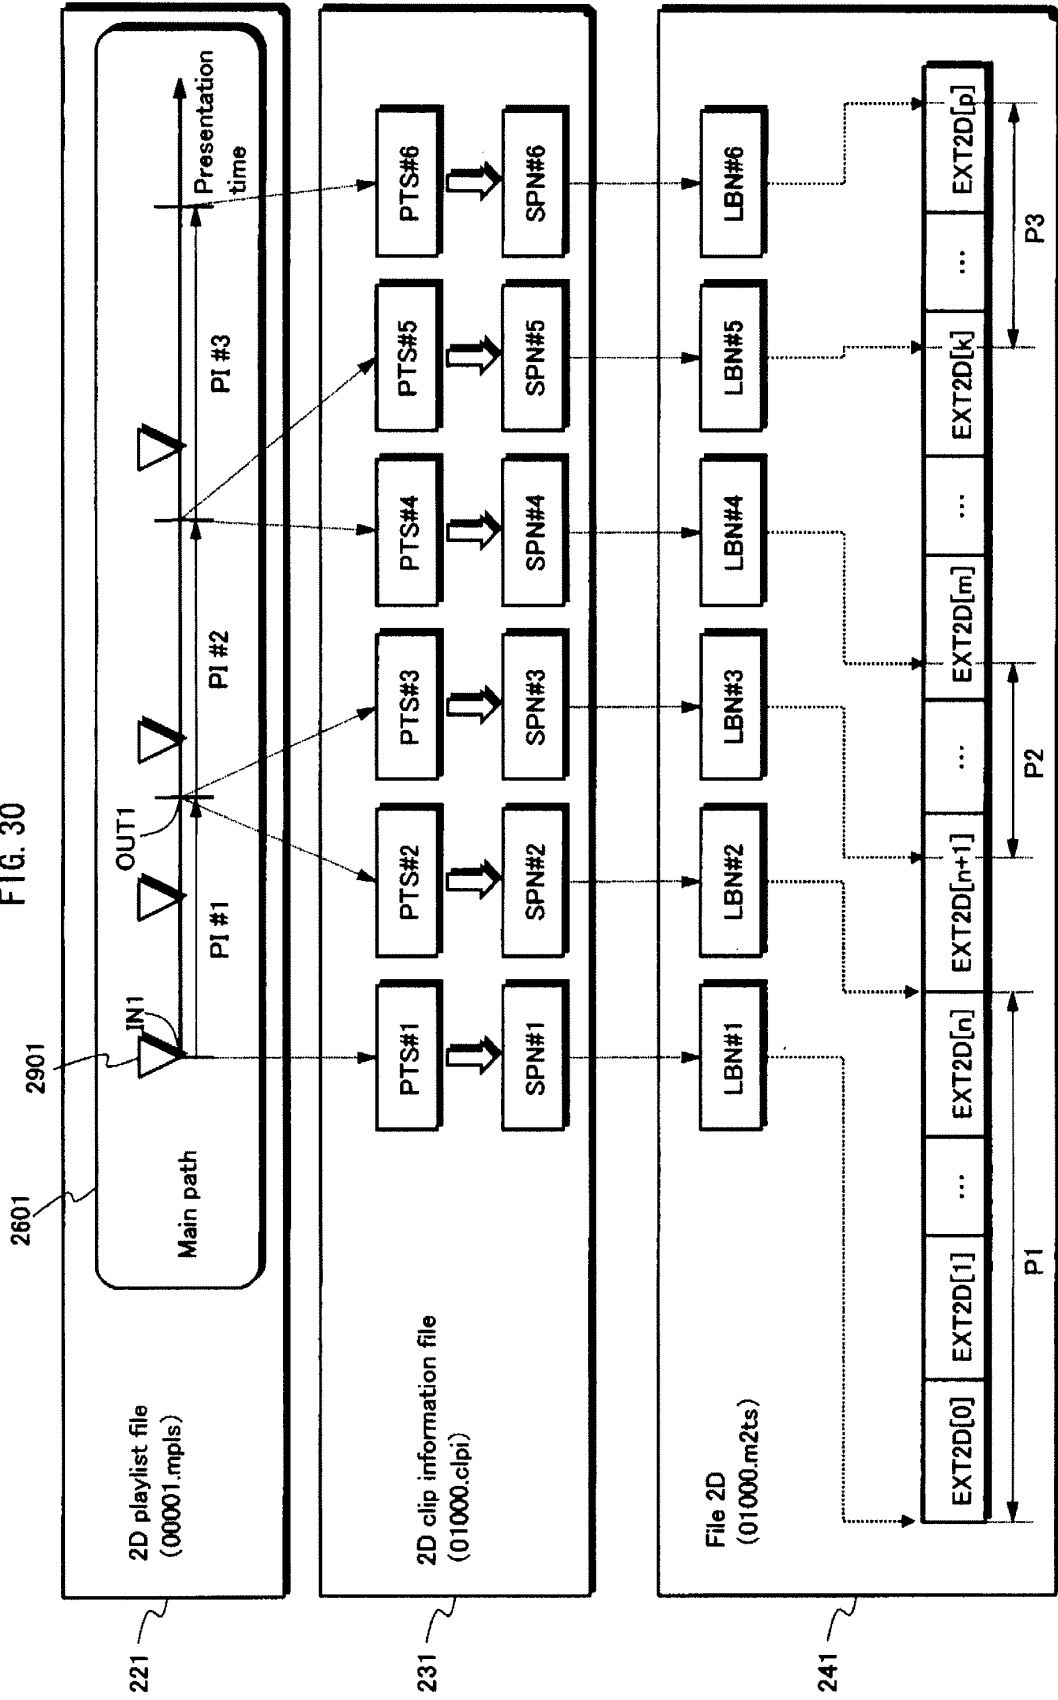 FIG. 30
2601
2901
221
2D playlist file
(00001.mpls)
Main path
IN1
OUT1
PI #1
PI #2
PI #3
Presentation
time
231
2D clip information file
(01000.clpi)
PTS#1
PTS#2
PTS#3
PTS#4
PTS#5
PTS#6
SPN#1
SPN#2
SPN#3
SPN#4
SPN#5
SPN#6
241
File 2D
(01000.m2ts)
LBN#1
LBN#2
LBN#3
LBN#4
LBN#5
LBN#6
EXT2D[0]
EXT2D[1]
...
EXT2D[n]
EXT2D[n+1]
...
EXT2D[m]
...
EXT2D[k]
...
EXT2D[p]
P1
P2
P3